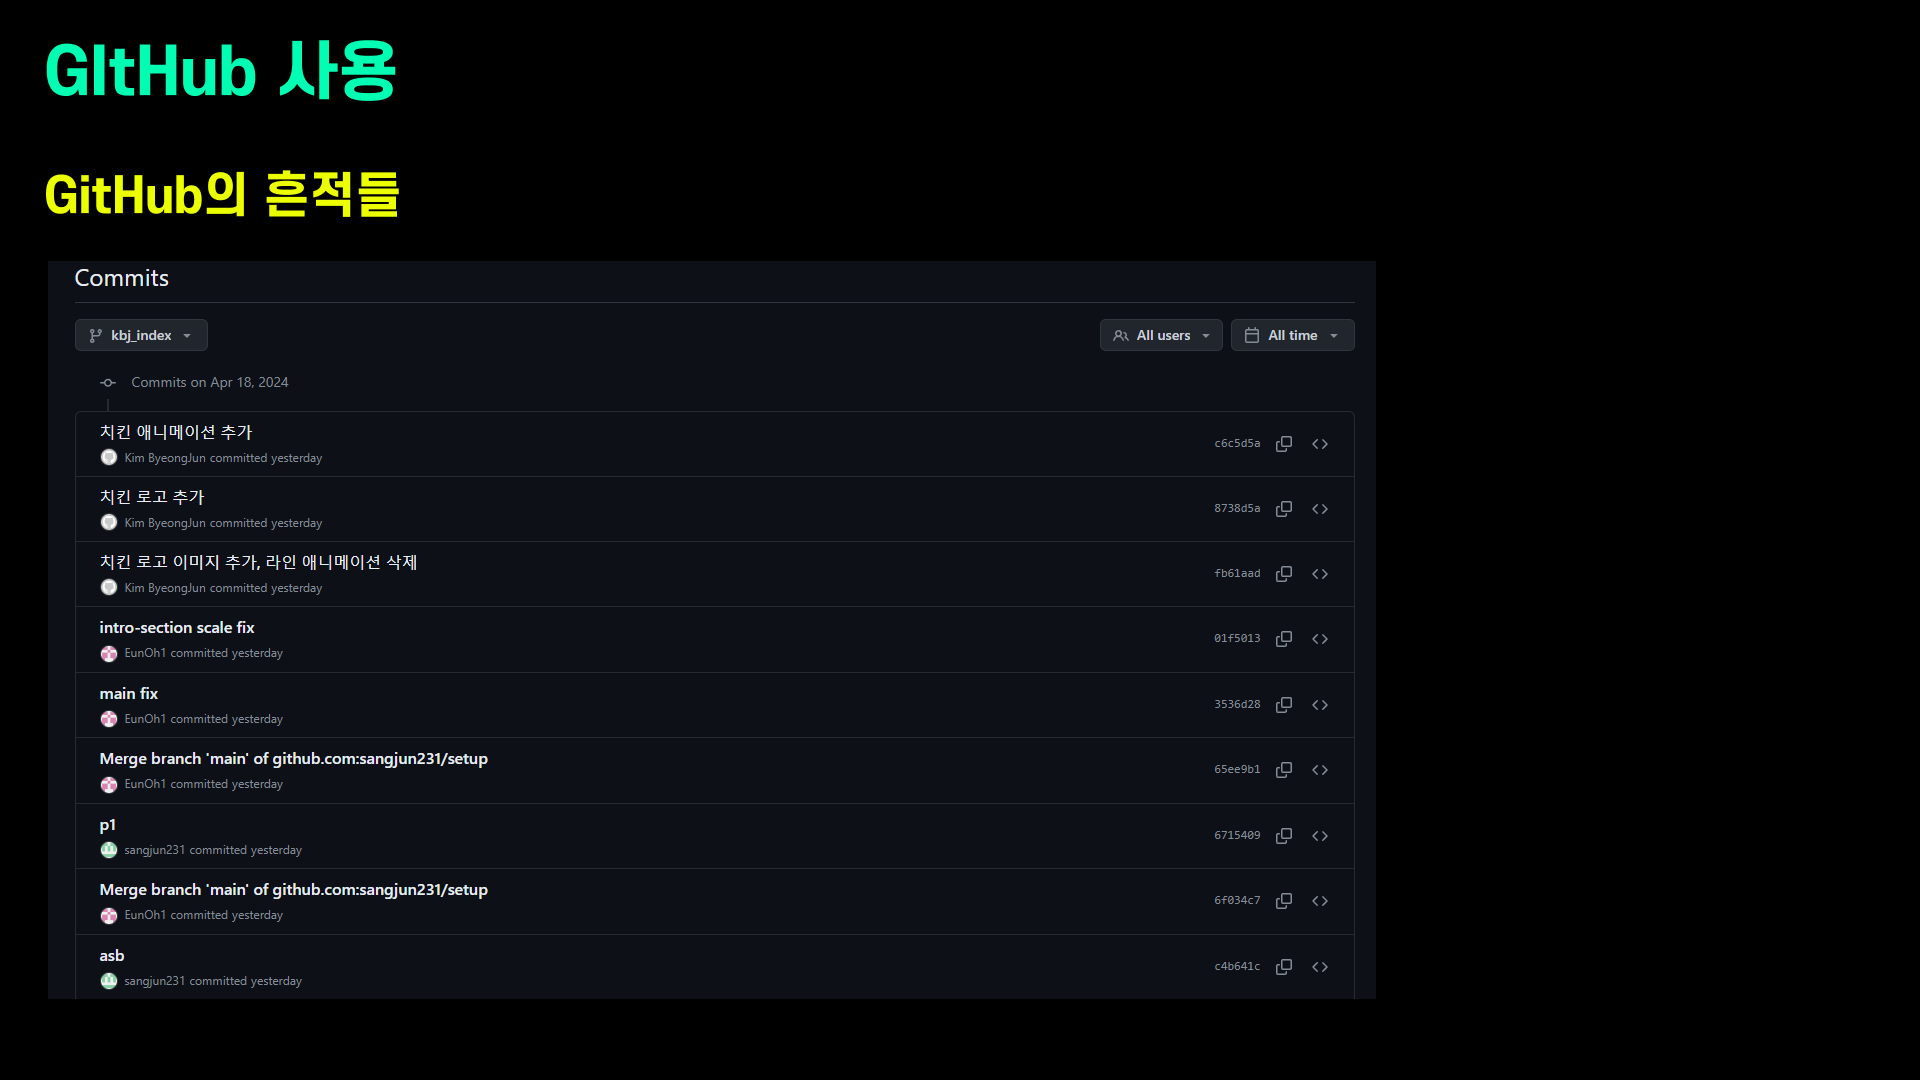 GItHub 사용
GitHub의 흔적들
Commits
kbj_index
All users
All time
Commits on Apr 18, 2024
치킨 애니메이션 추가
Kim ByeongJun committed yesterday
c6c5d5a
치킨 로고 추가
Kim ByeongJun committed yesterday
8738d5a
치킨 로고 이미지 추가, 라인 애니메이션 삭제
Kim ByeongJun committed yesterday
fb61aad
intro-section scale fix
EunOh1 committed yesterday
01f5013
main fix
EunOh1 committed yesterday
3536d28
Merge branch 'main' of github.com:sangjun231/setup
EunOh1 committed yesterday
65ee9b1
p1
sangjun231 committed yesterday
6715409
Merge branch 'main' of github.com:sangjun231/setup
EunOh1 committed yesterday
6f034c7
asb
sangjun231 committed yesterday
c4b641c